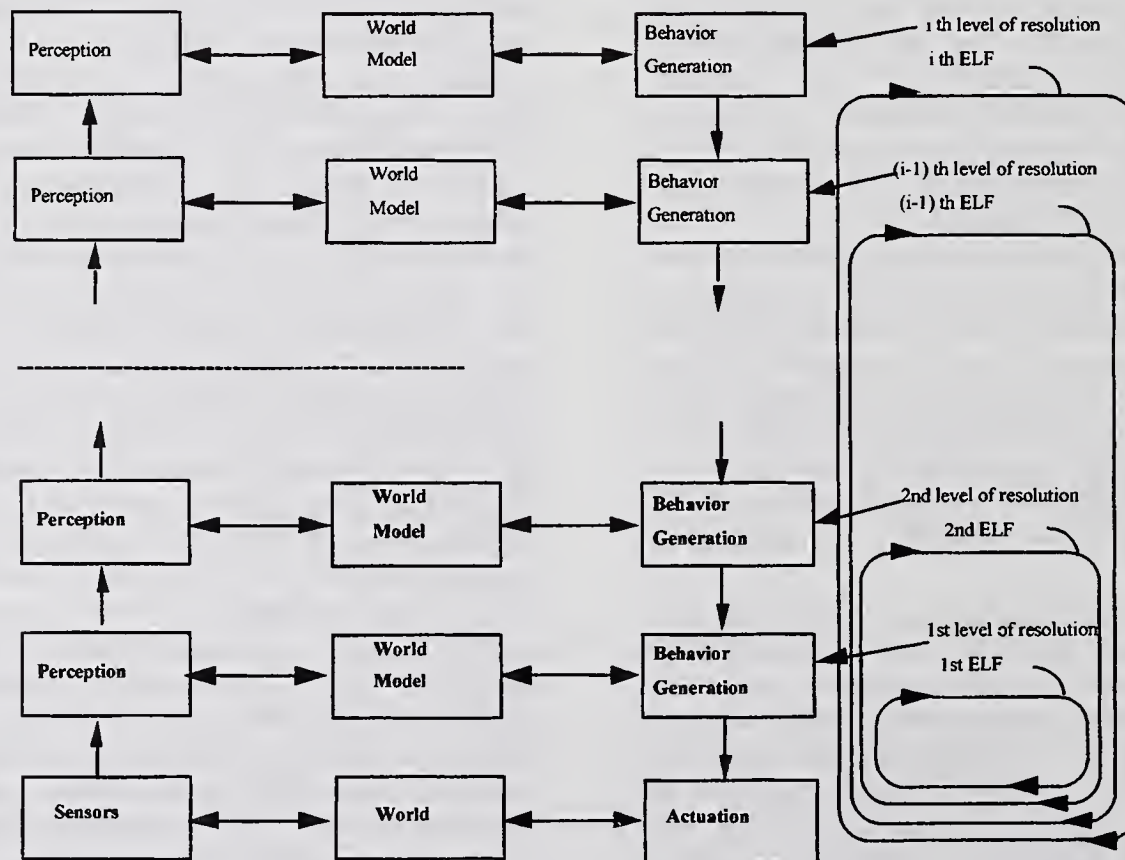 Perception
World
Model
Behavior
Generation
i th level of resolution
i th ELF
Perception
World
Model
Behavior
Generation
(i-1) th level of resolution
(i-1) th ELF
Perception
World
Model
Behavior
Generation
2nd level of resolution
2nd ELF
Perception
World
Model
Behavior
Generation
1st level of resolution
1st ELF
Sensors
World
Actuation